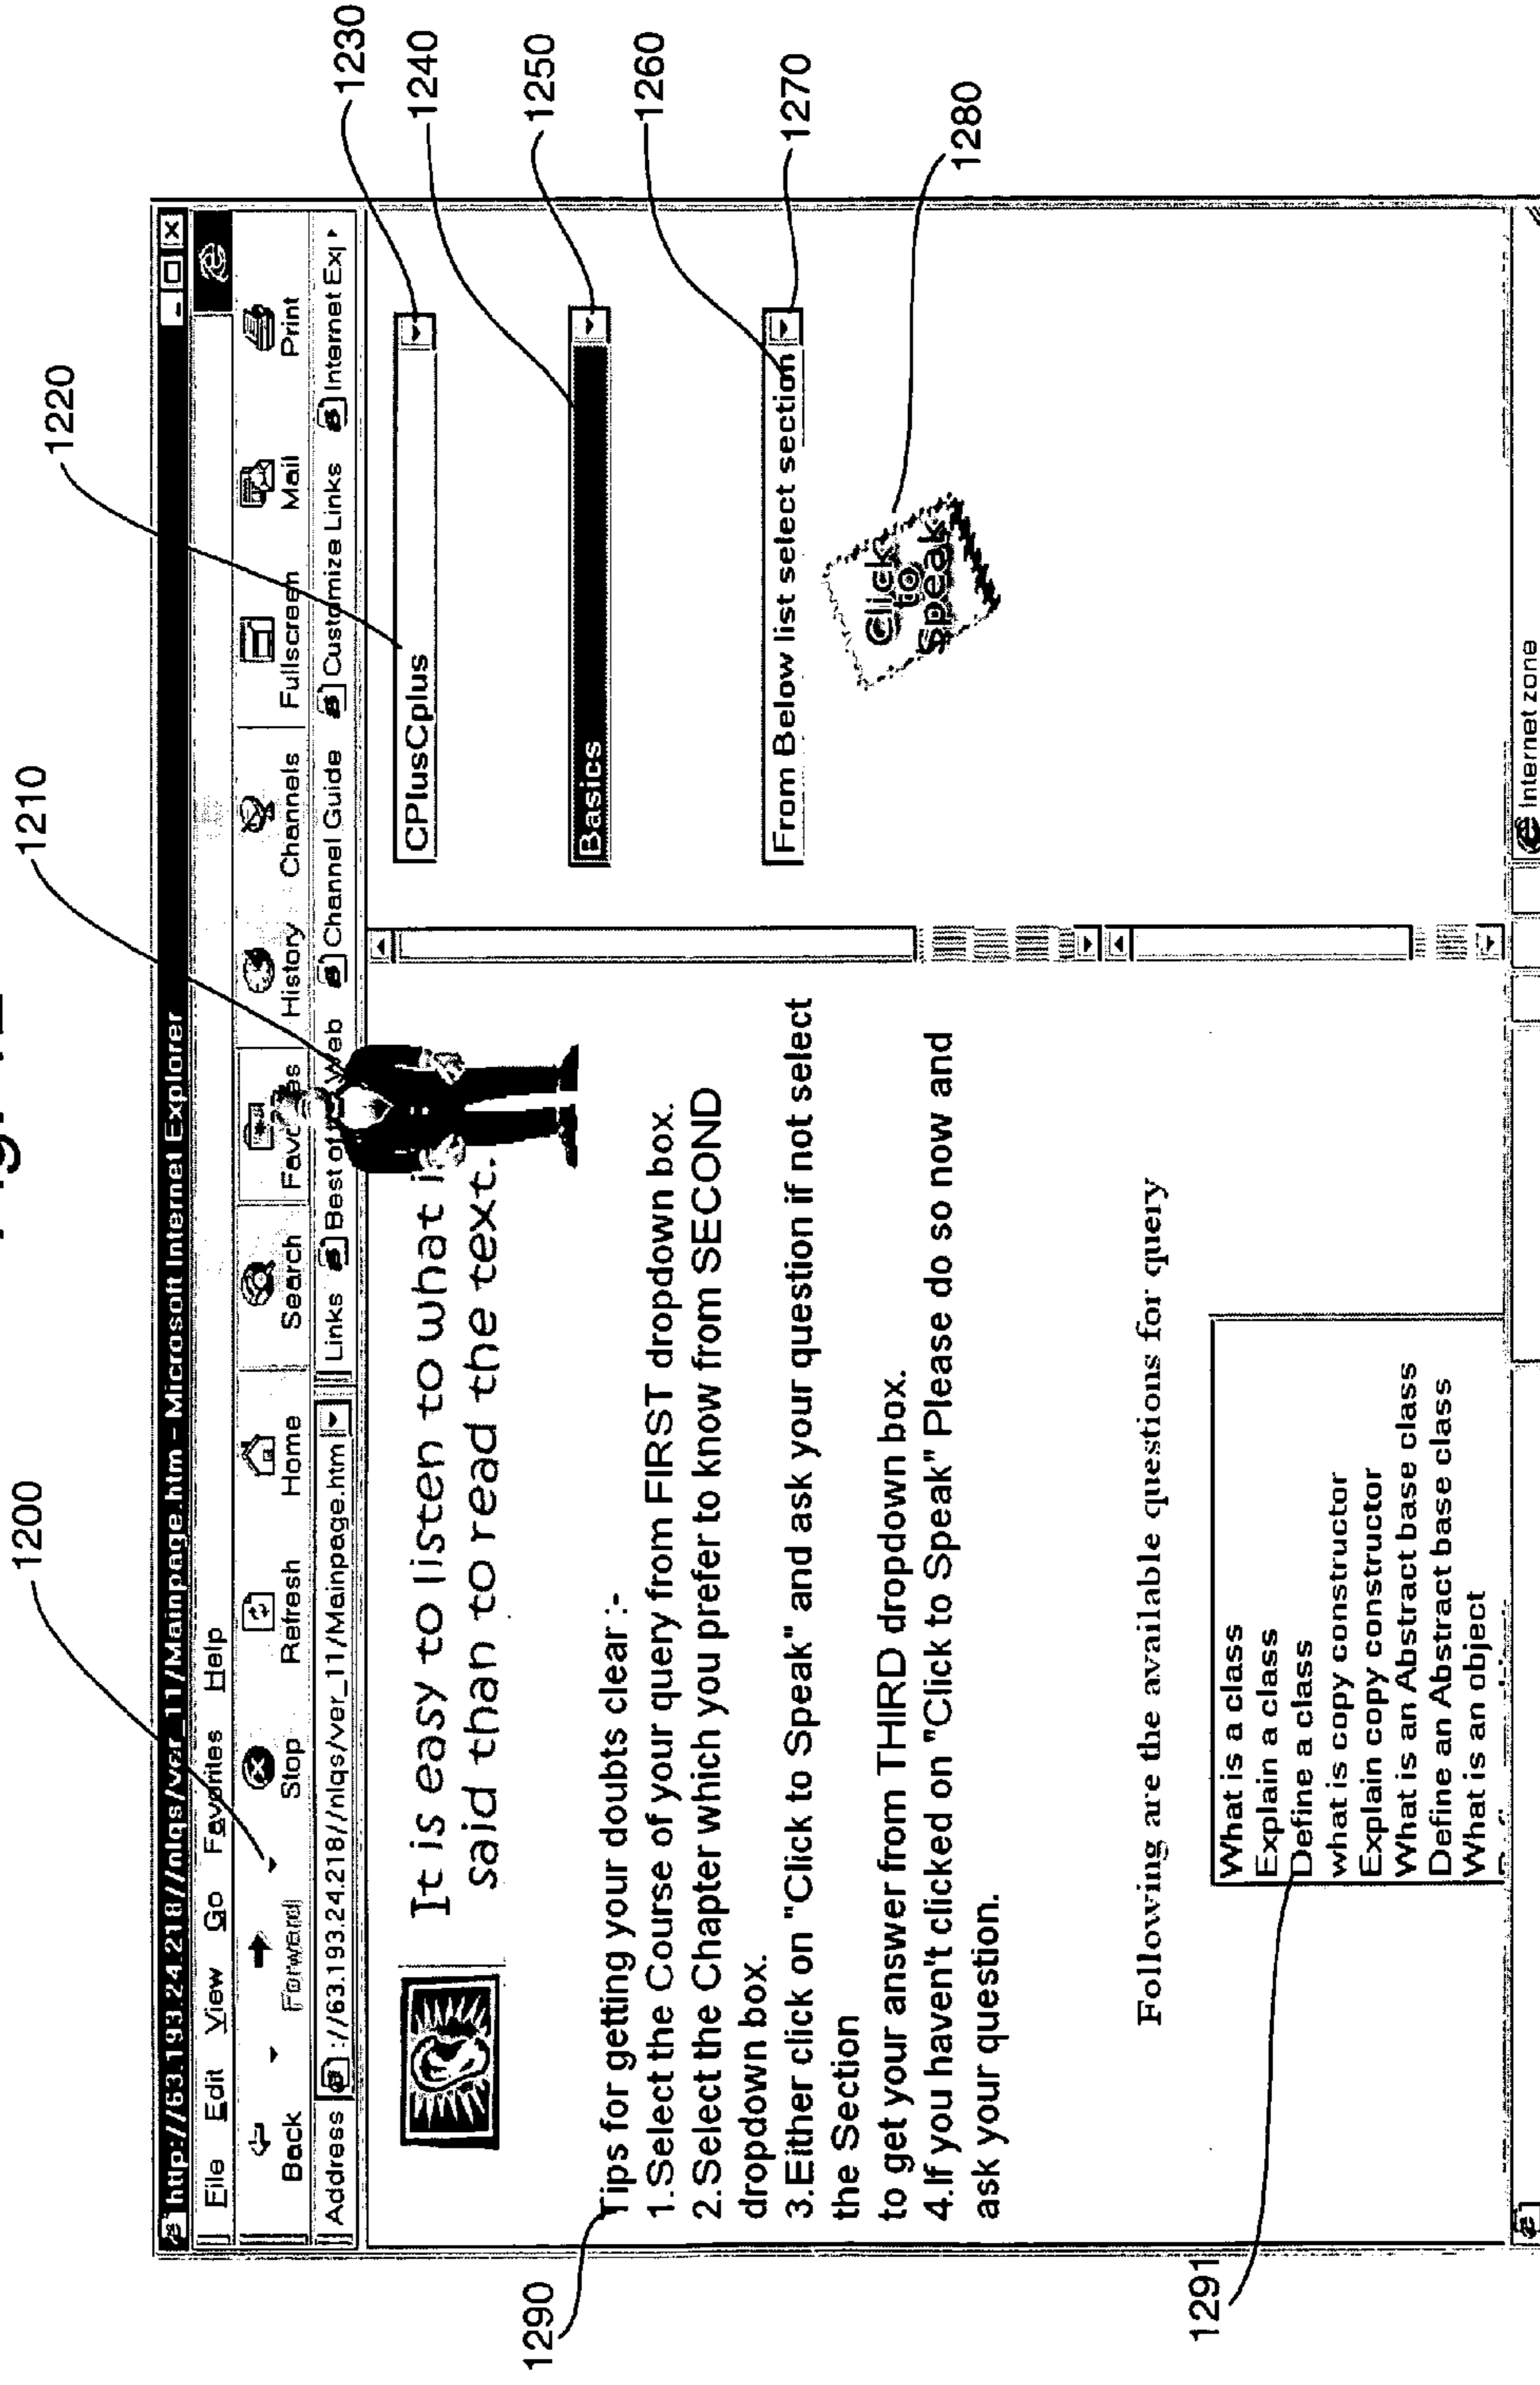 1200
1210
1220
http://63.193.24.218//nlqs/ver_11/Mainpage.htm - Microsoft Internet Explorer
File Edit View Go Favorites Help
Back Forward Stop Refresh Home Search Favorites History Channels Fullscreen Mail Print
Address ://63.193.24.218//nlqs/ver_11/Mainpage.htm Links Best of Web Channel Guide Customize Links Internet Exp
1230
1240
1250
1260
1270
1280
It is easy to listen to what i
said than to read the text.
CPlusCplus
Basics
From Below list select section
Click
to
speak
1290
Tips for getting your doubts clear :-
1.Select the Course of your query from FIRST dropdown box.
2.Select the Chapter which you prefer to know from SECOND
dropdown box.
3.Either click on "Click to Speak" and ask your question if not select
the Section
to get your answer from THIRD dropdown box.
4.If you haven't clicked on "Click to Speak" Please do so now and
ask your question.
Following are the available questions for query
1291
What is a class
Explain a class
Define a class
what is copy constructor
Explain copy constructor
What is an Abstract base class
Define an Abstract base class
What is an object
Internet zone